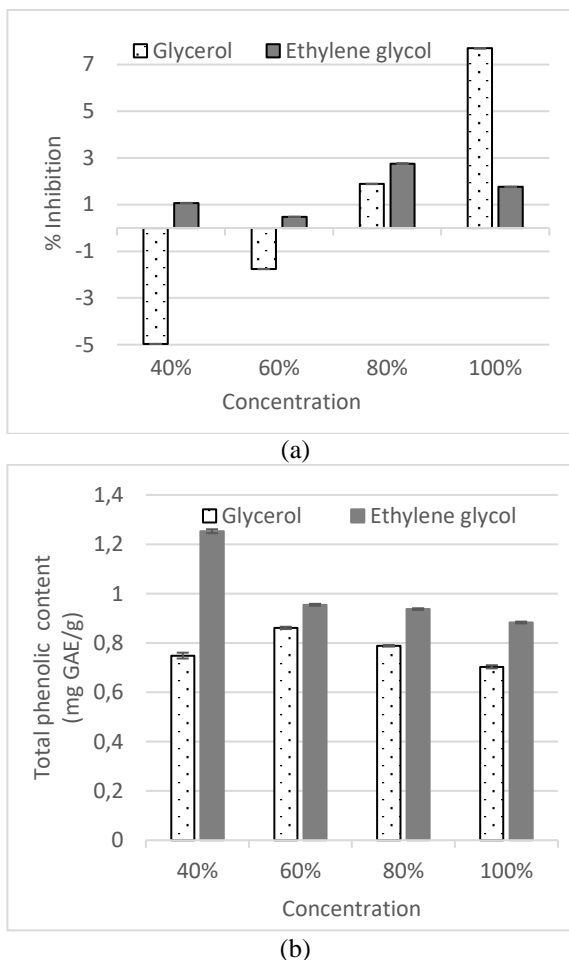 Glycerol Ethylene glycol
7
5
3
1
-1
-3
-5
% Inhibition
40% 60% 80% 100%
Concentration
(a)
1,4
1,2
1
0,8
0,6
0,4
0,2
0
Glycerol Ethylene glycol
Total phenolic content
(mg GAE/g)
40% 60% 80% 100%
Concentration
(b)